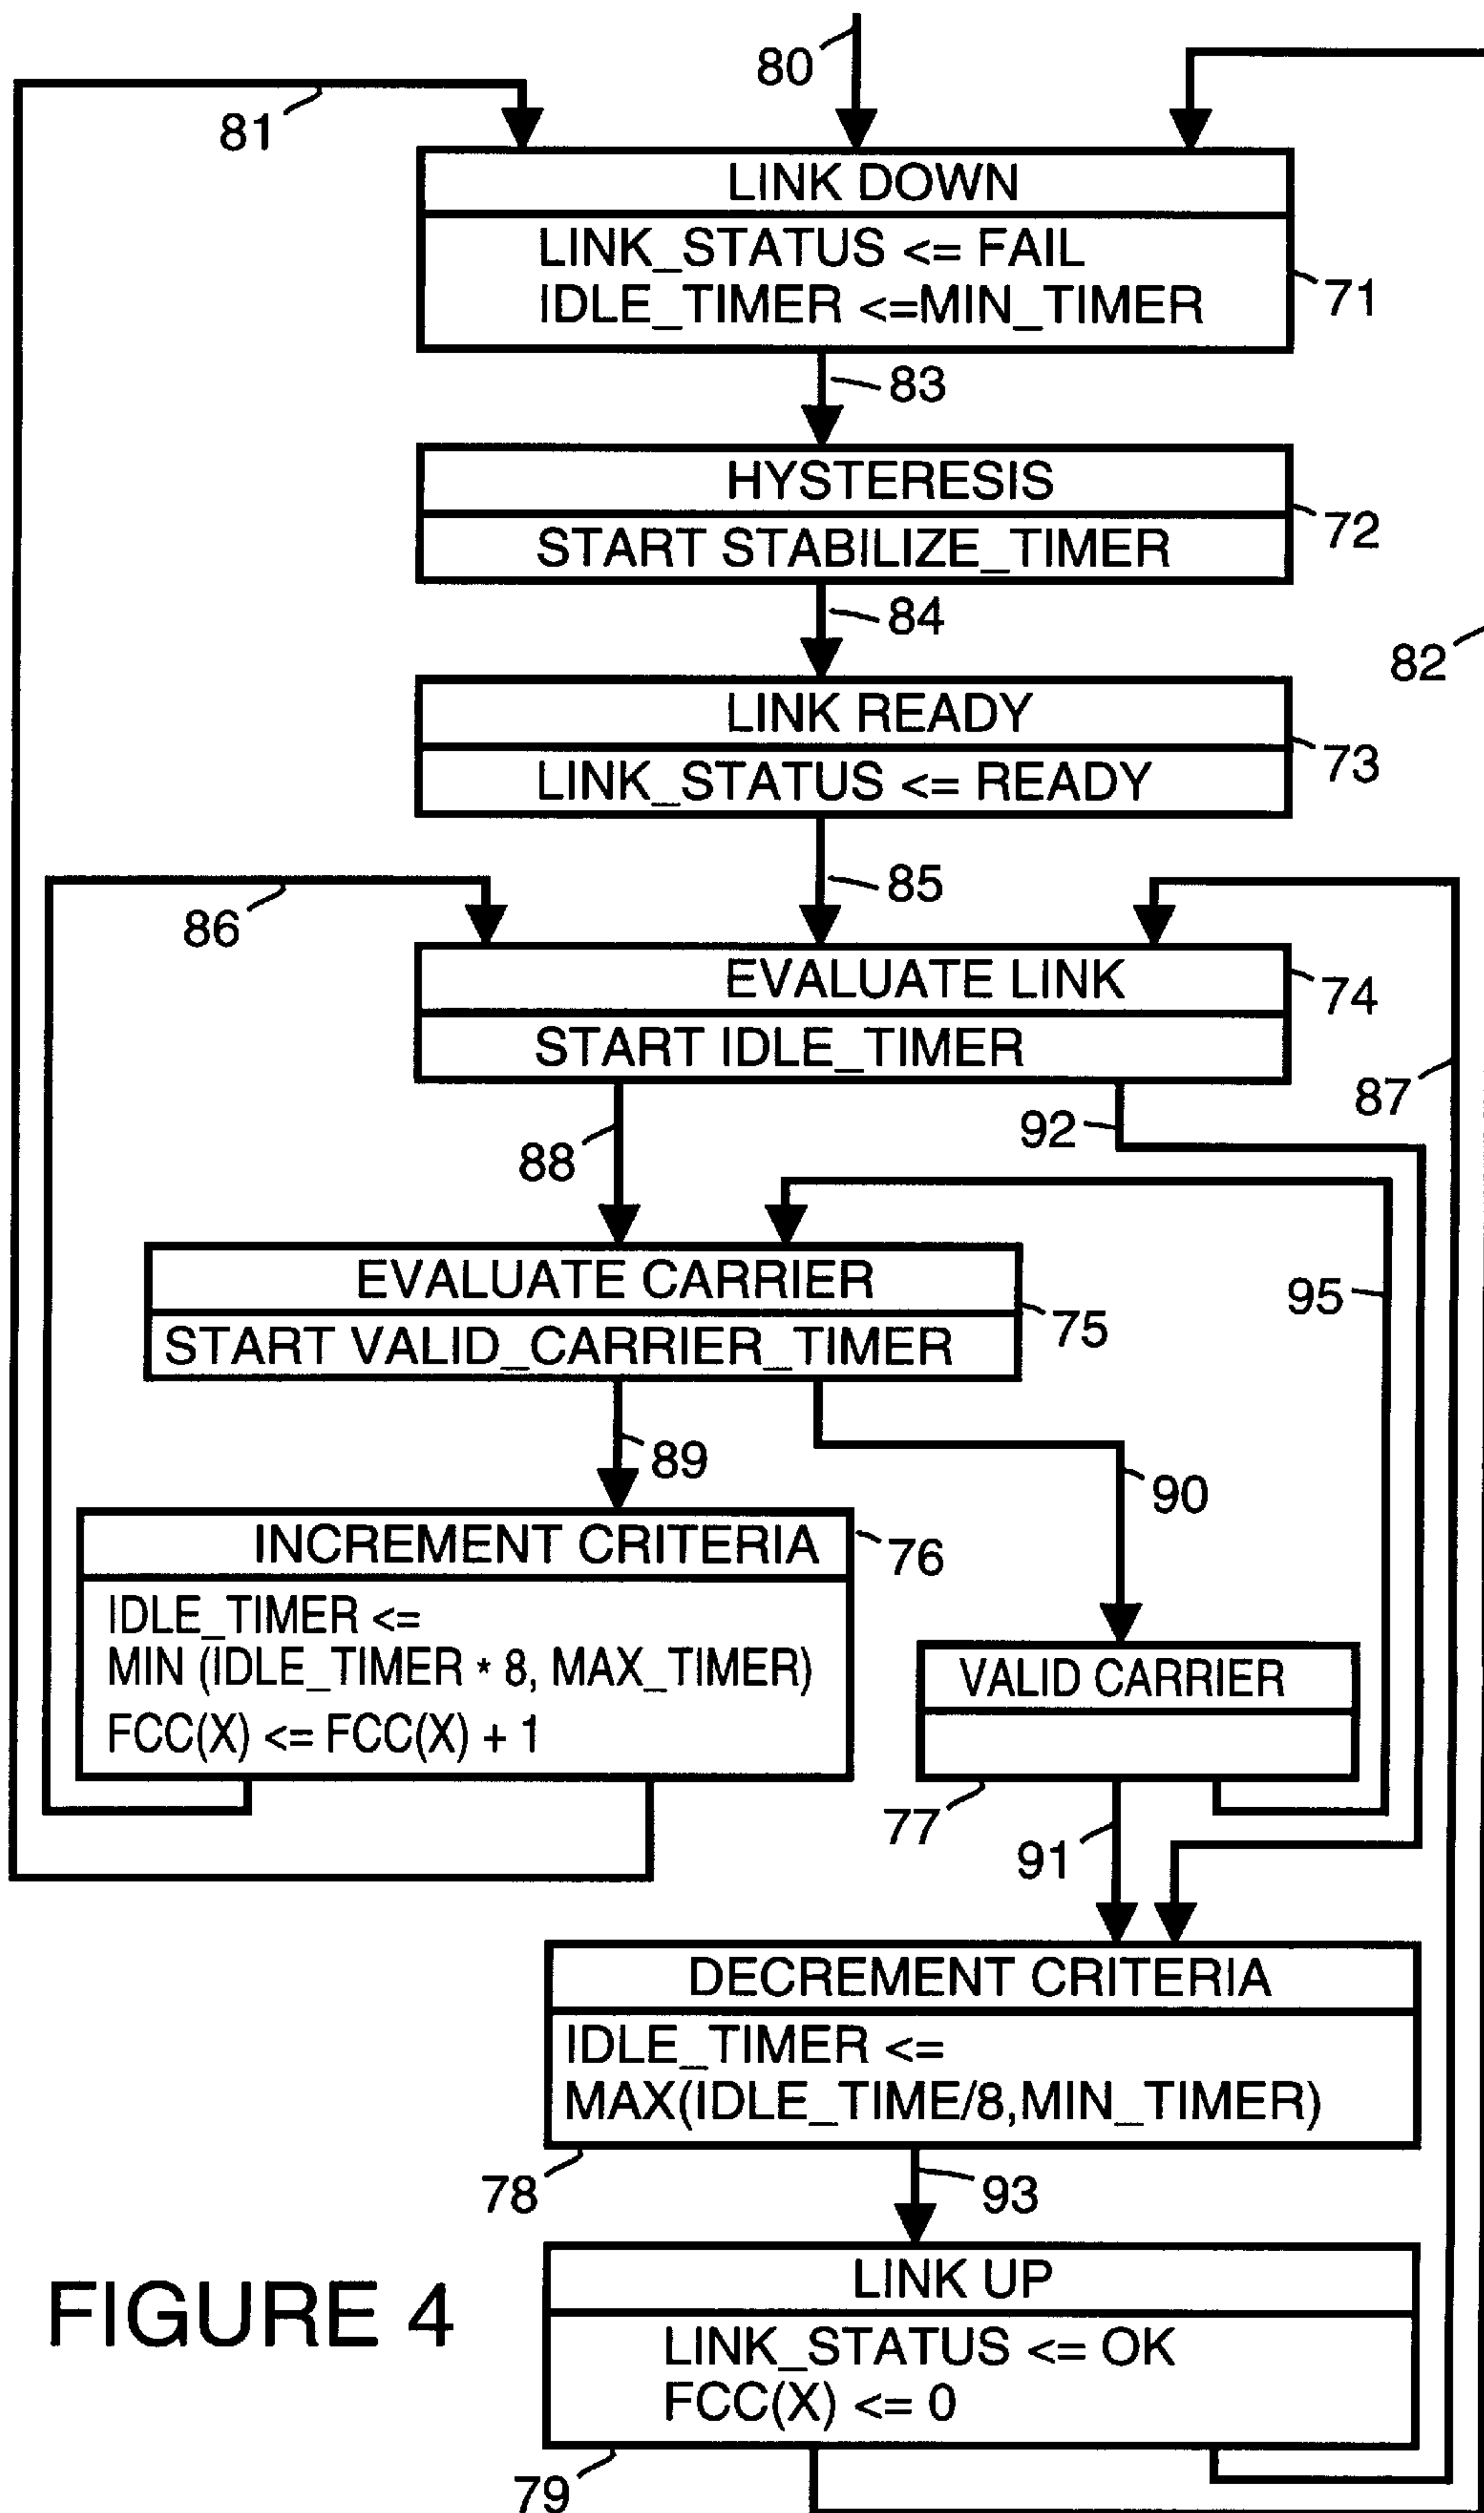 80
81
LINK DOWN
LINK_STATUS <= FAIL
IDLE_TIMER <=MIN_TIMER
71
83
HYSTERESIS
START STABILIZE_TIMER
72
84
82
LINK READY
LINK_STATUS <= READY
73
85
86
EVALUATE LINK
START IDLE_TIMER
74
87
92
88
EVALUATE CARRIER
START VALID_CARRIER_TIMER
75
95
89
90
INCREMENT CRITERIA
IDLE_TIMER <=
MIN (IDLE_TIMER * 8, MAX_TIMER)
FCC(X) <= FCC(X) + 1
76
VALID CARRIER
77
91
DECREMENT CRITERIA
IDLE_TIMER <=
MAX(IDLE_TIME/8,MIN_TIMER)
78
93
LINK UP
LINK_STATUS <= OK
FCC(X) <= 0
79
FIGURE 4